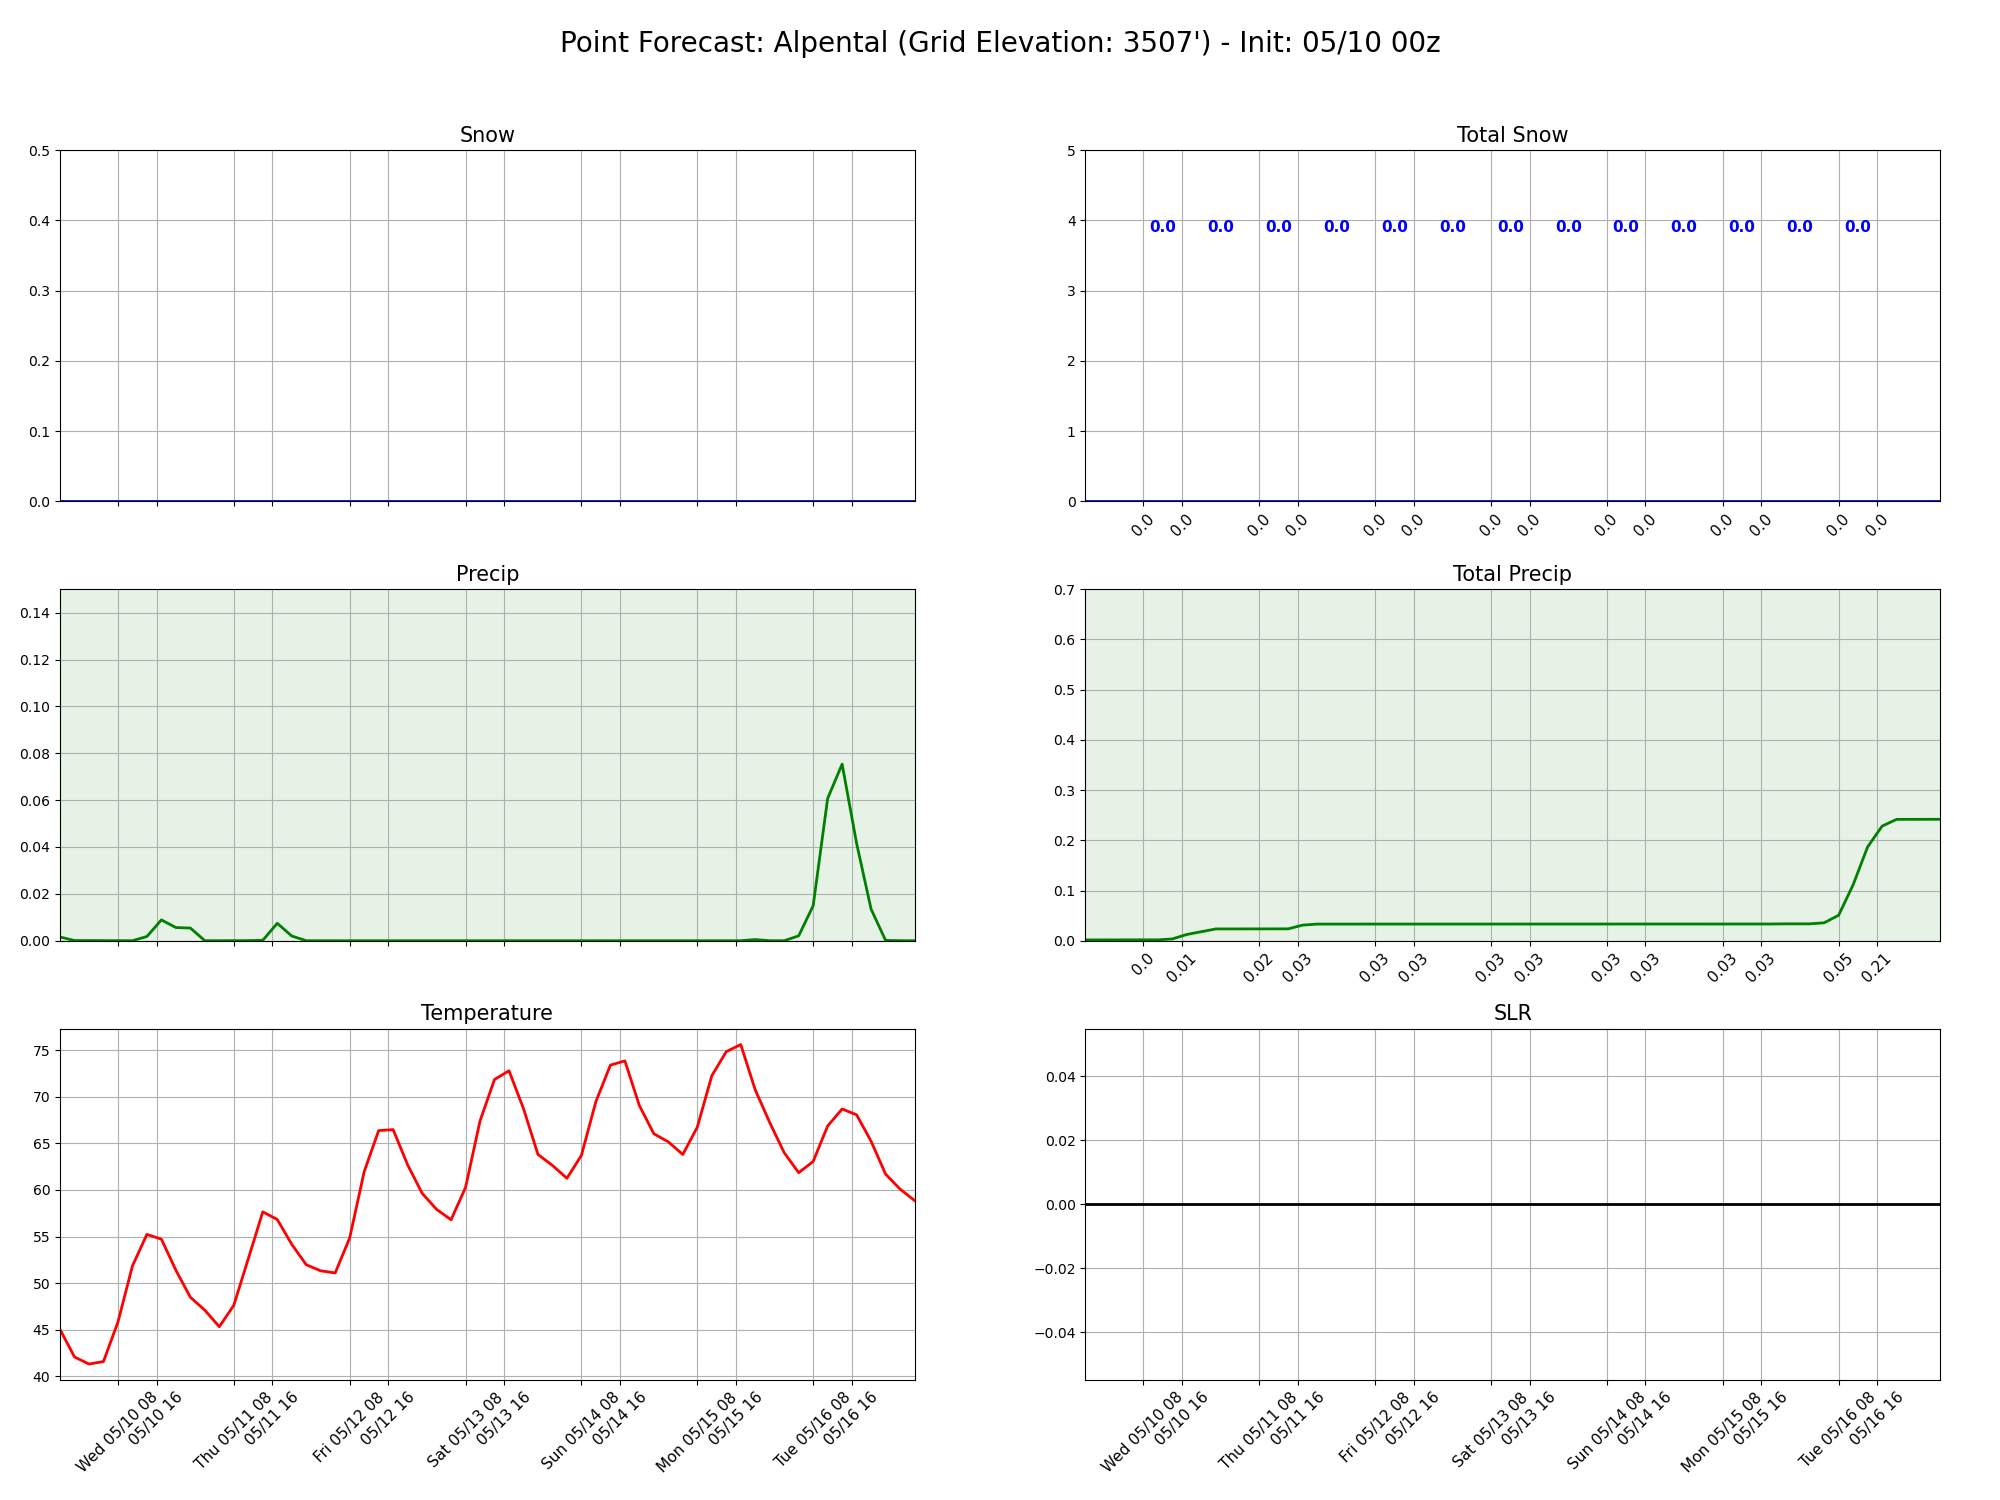 Point Forecast: Alpental (Grid Elevation: 3507') - Init: 05/10 00z
Snow
0.5
0.4
0.3
0.2
0.1
0.0
Total Snow
5
4
3
2
1
0
0.0 0.0 0.0 0.0 0.0 0.0 0.0 0.0 0.0 0.0 0.0 0.0 0.0
0.0 0.0 0.0 0.0 0.0 0.0 0.0 0.0 0.0 0.0 0.0 0.0 0.0 0.0
Precip
0.14
0.12
0.10
0.08
0.06
0.04
0.02
0.00
Total Precip
0.7
0.6
0.5
0.4
0.3
0.2
0.1
0.0
0.0 0.01 0.02 0.03 0.03 0.03 0.03 0.03 0.03 0.03 0.03 0.03 0.05 0.21
Temperature
75
70
65
60
55
50
45
40
Wed 05/10 08
05/10 16
Thu 05/11 08
05/11 16
Fri 05/12 08
05/12 16
Sat 05/13 08
05/13 16
Sun 05/14 08
05/14 16
Mon 05/15 08
05/15 16
Tue 05/16 08
05/16 16
SLR
0.04
0.02
0.00
−0.02
−0.04
Wed 05/10 08
05/10 16
Thu 05/11 08
05/11 16
Fri 05/12 08
05/12 16
Sat 05/13 08
05/13 16
Sun 05/14 08
05/14 16
Mon 05/15 08
05/15 16
Tue 05/16 08
05/16 16